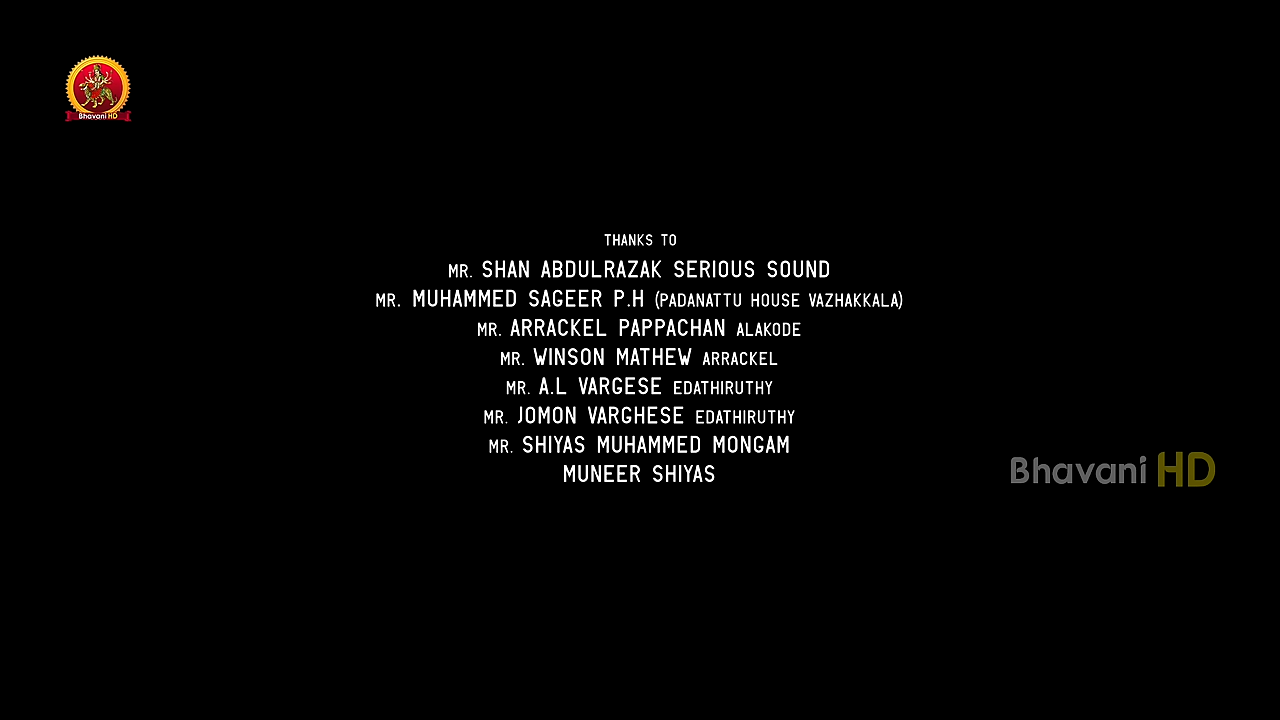 Bhavani HD
THANKS TO
MR. SHAN ABDULRAZAK SERIOUS SOUND
MR. MUHAMMED SAGEER P.H (PADANATTU HOUSE VAZHAKKALA)
MR. ARRACKEL PAPPACHAN ALAKODE
MR. WINSON MATHEW ARRACKEL
MR. A.L VARGESE EDATHIRUTHY
MR. JOMON VARGHESE EDATHIRUTHY
MR. SHIYAS MUHAMMED MONGAM
MUNEER SHIYAS
Bhavani HD